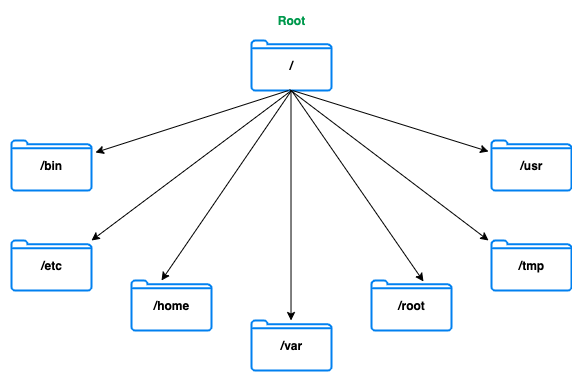 Root
/
/bin
/usr
/etc
/tmp
/home
/root
/var